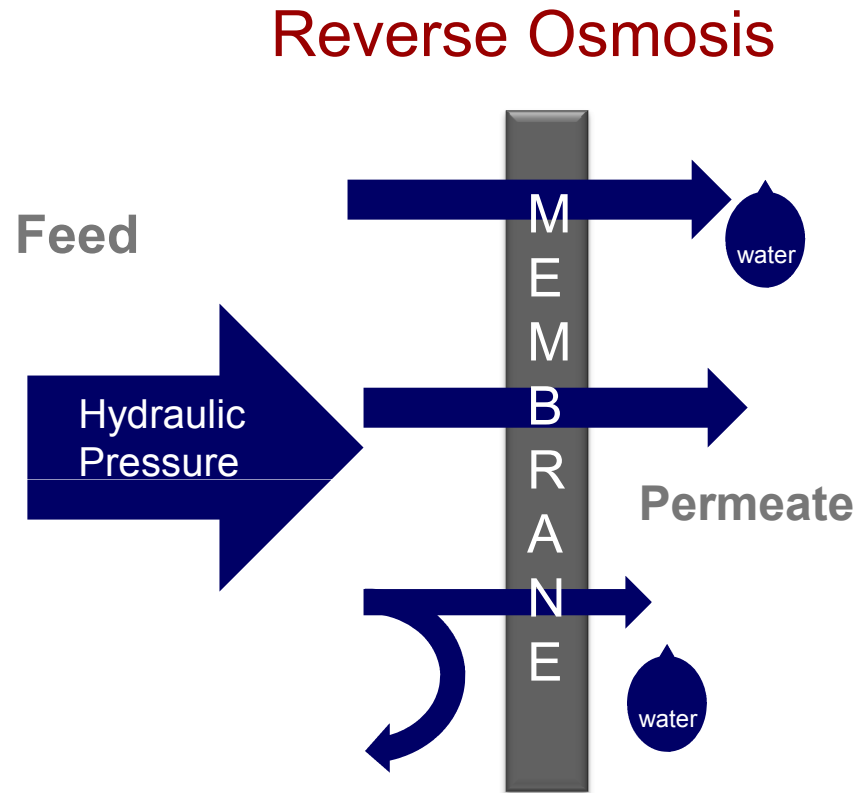 Reverse Osmosis
Feed
water
Hydraulic
Pressure
M
E
M
B
R
A
N
E
Permeate
water